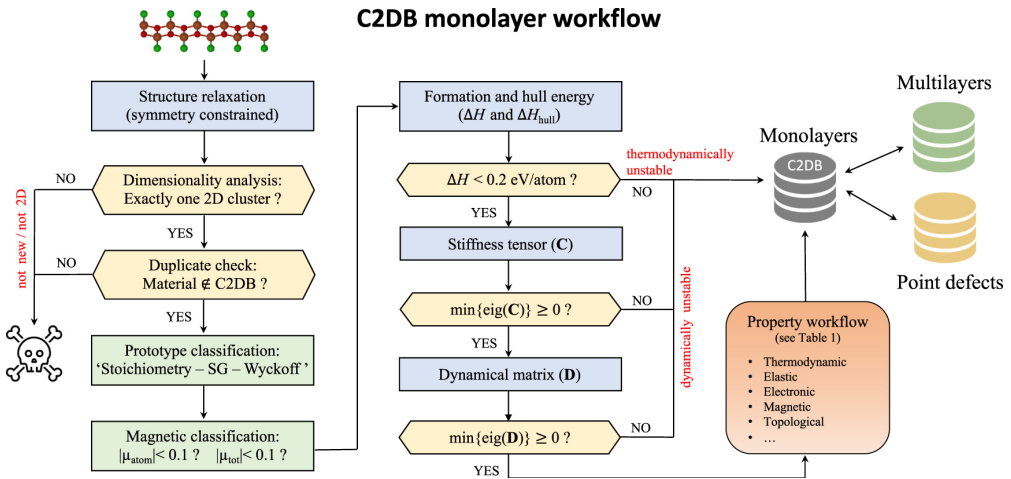 C2DB monolayer workflow
Structure relaxation
(symmetry constrained)
Dimensionality analysis:
Exactly one 2D cluster ?
NO
YES
not new / not 2D
Duplicate check:
Material ∉ C2DB ?
NO
YES
Prototype classification:
‘Stoichiometry – SG – Wyckoff ’
Magnetic classification:
|μatom|< 0.1 ?   |μtot|< 0.1 ?
Formation and hull energy
(ΔH and ΔHhull)
ΔH < 0.2 eV/atom ?
thermodynamically
unstable
NO
YES
Stiffness tensor (C)
min{eig(C)} ≥ 0 ?
NO
YES
dynamically unstable
Dynamical matrix (D)
min{eig(D)} ≥ 0 ?
NO
YES
Monolayers
C2DB
Multilayers
Point defects
Property workflow
(see Table 1)
• Thermodynamic
• Elastic
• Electronic
• Magnetic
• Topological
• …